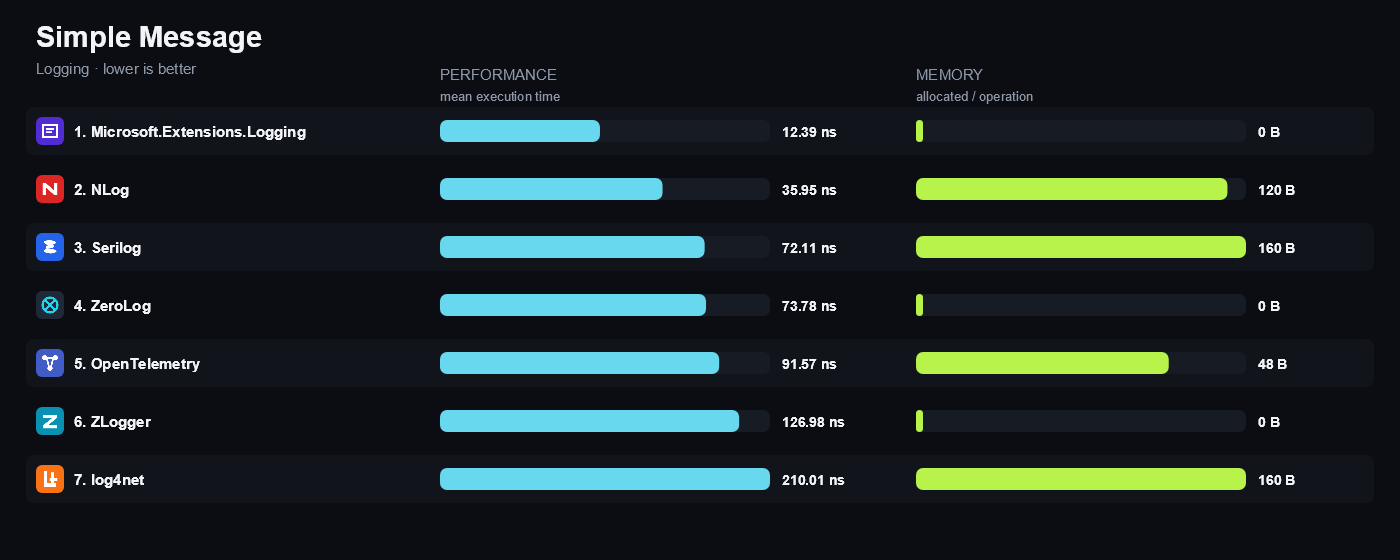 Simple Message
Logging · lower is better
PERFORMANCE
mean execution time
MEMORY
allocated / operation
1. Microsoft.Extensions.Logging 12.39 ns 0 B
2. NLog 35.95 ns 120 B
3. Serilog 72.11 ns 160 B
4. ZeroLog 73.78 ns 0 B
5. OpenTelemetry 91.57 ns 48 B
6. ZLogger 126.98 ns 0 B
7. log4net 210.01 ns 160 B